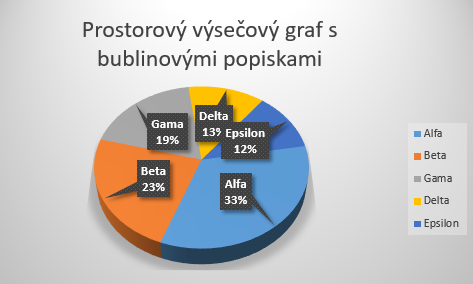 Prostorový výsečový graf s
bublinovými popiskami
Gama
19%
Delta
13%
Epsilon
12%
Beta
23%
Alfa
33%
Alfa
Beta
Gama
Delta
Epsilon